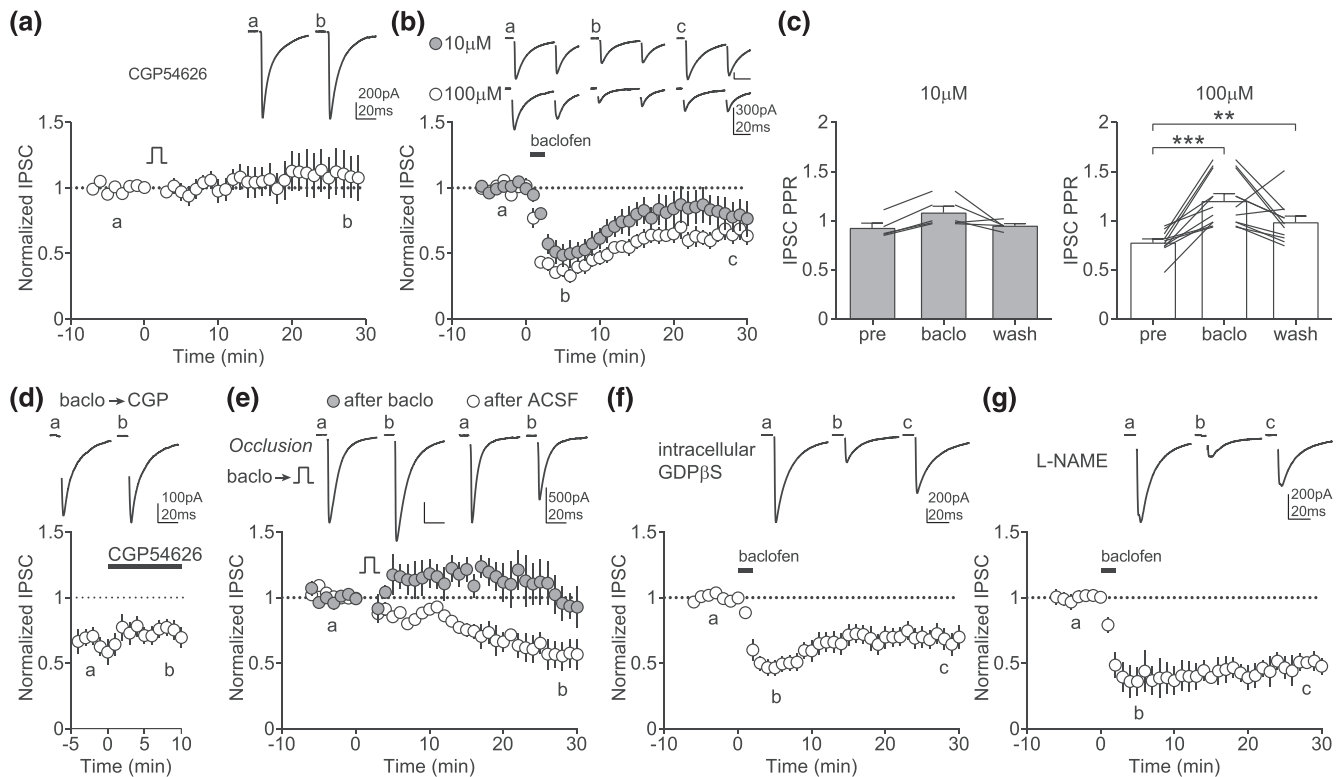 (a)
a
b
CGP54626
200pA
20ms
1.5
1
0.5
0
Normalized IPSC
a
b
-10
0
10
20
30
Time (min)
(b)
a
b
c
10μM
100μM
300pA
20ms
baclofen
1.5
1
0.5
0
Normalized IPSC
a
b
c
-10
0
10
20
30
Time (min)
(c)
10μM
2
1.5
1
0.5
0
IPSC PPR
pre
baclo
wash
100μM
**
***
2
1.5
1
0.5
0
IPSC PPR
pre
baclo
wash
(d)
baclo→CGP
a
b
100pA
20ms
CGP54626
1.5
1
0.5
0
Normalized IPSC
a
b
-5
0
5
10
Time (min)
(e)
after baclo
after ACSF
a
b
a
b
Occlusion
baclo→
500pA
20ms
1.5
1
0.5
0
Normalized IPSC
a
b
-10
0
10
20
30
Time (min)
(f)
a
b
c
intracellular
GDPβS
200pA
20ms
baclofen
1.5
1
0.5
0
Normalized IPSC
a
b
c
-10
0
10
20
30
Time (min)
(g)
a
b
c
L-NAME
200pA
20ms
baclofen
1.5
1
0.5
0
Normalized IPSC
a
b
c
-10
0
10
20
30
Time (min)